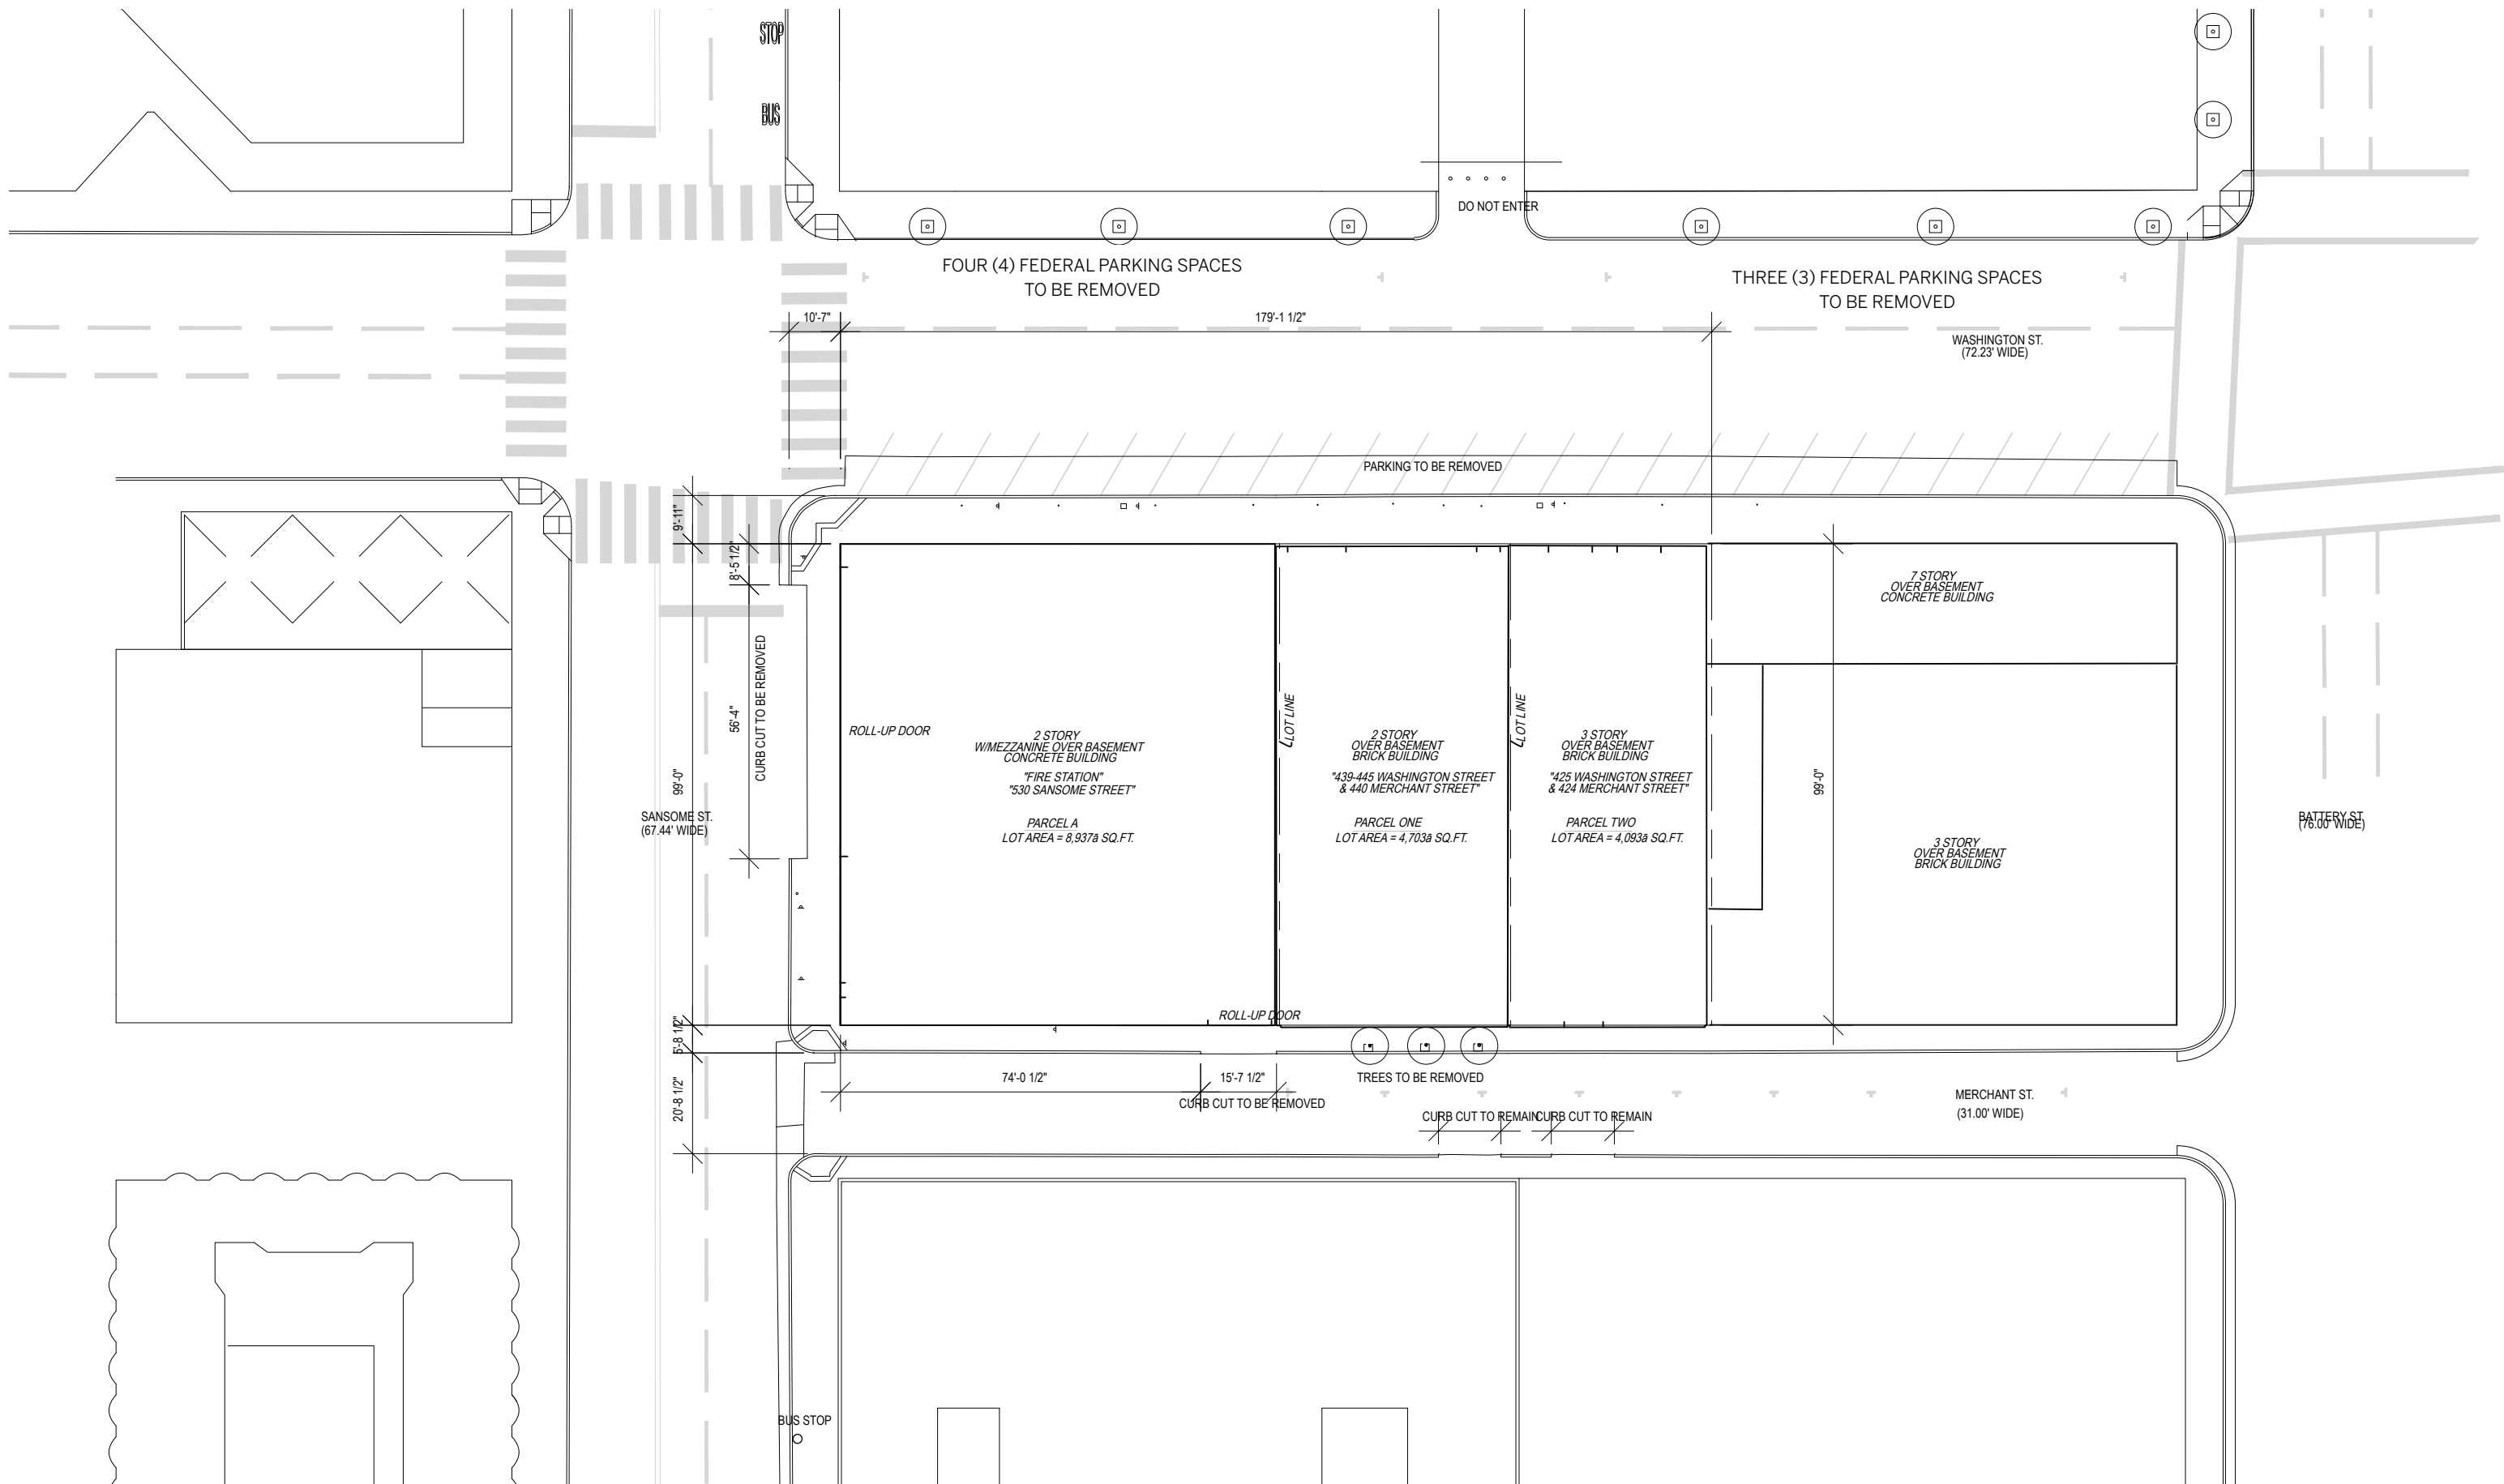 STOP
BUS
DO NOT ENTER
FOUR (4) FEDERAL PARKING SPACES
TO BE REMOVED
THREE (3) FEDERAL PARKING SPACES
TO BE REMOVED
10'-7"
179'-1 1/2"
WASHINGTON ST.
(72.23' WIDE)
PARKING TO BE REMOVED
9'-11"
8'-5 1/2"
7 STORY
OVER BASEMENT
CONCRETE BUILDING
CURB CUT TO BE REMOVED
56'-4"
99'-0"
SANSOME ST.
(67.44' WIDE)
ROLL-UP DOOR
2 STORY
W/MEZZANINE OVER BASEMENT
CONCRETE BUILDING
"FIRE STATION"
"530 SANSOME STREET"
PARCEL A
LOT AREA = 8,937ã SQ.FT.
LOT LINE
2 STORY
OVER BASEMENT
BRICK BUILDING
"439-445 WASHINGTON STREET
& 440 MERCHANT STREET"
PARCEL ONE
LOT AREA = 4,703ã SQ.FT.
LOT LINE
3 STORY
OVER BASEMENT
BRICK BUILDING
"425 WASHINGTON STREET
& 424 MERCHANT STREET"
PARCEL TWO
LOT AREA = 4,093ã SQ.FT.
99'-0"
3 STORY
OVER BASEMENT
BRICK BUILDING
BATTERY ST.
(76.00' WIDE)
ROLL-UP DOOR
5'-8 1/2"
20'-8 1/2"
74'-0 1/2"
15'-7 1/2"
CURB CUT TO BE REMOVED
TREES TO BE REMOVED
CURB CUT TO REMAIN
CURB CUT TO REMAIN
MERCHANT ST.
(31.00' WIDE)
BUS STOP